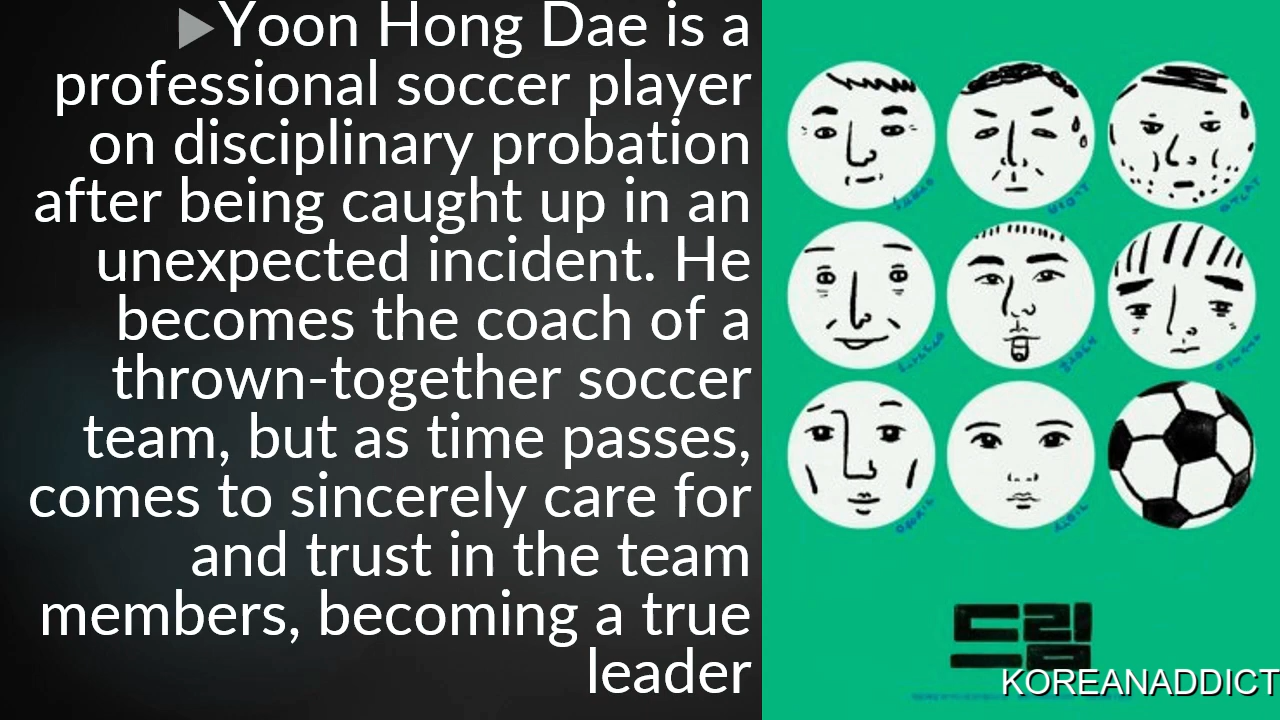 ▶Yoon Hong Dae is a
professional soccer player
on disciplinary probation
after being caught up in an
unexpected incident. He
becomes the coach of a
thrown-together soccer
team, but as time passes,
comes to sincerely care for
and trust in the team
members, becoming a true
leader
드림
KOREANADDICT